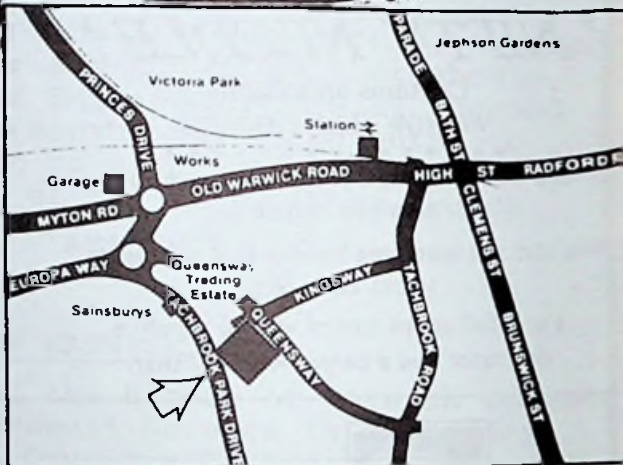 PARADE
Jephson Gardens
Victoria Park
PRINCES DRIVE
Station
BATH ST
Works
Garage
OLD WARWICK ROAD
HIGH ST
RADFORD
MYTON RD
CLEMENS ST
EUROPA WAY
Queensway
Trading
Estate
KINGSWAY
Sainsburys
TACHBROOK PARK DRIVE
QUEENSWAY
TACHBROOK ROAD
BRUNSWICK ST